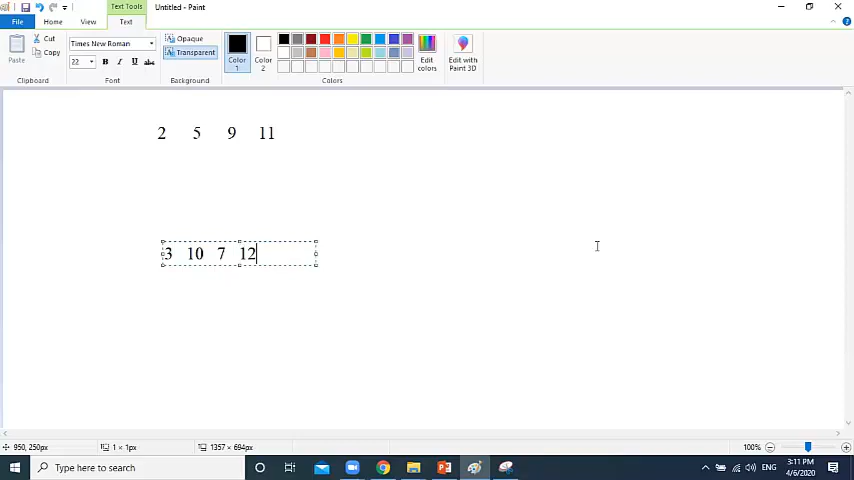 Text Tools
Untitled - Paint
File Home View Text
Paste
Cut
Copy
Clipboard
Times New Roman
22 B I U abc
Font
Opaque
Transparent
Background
Color 1
Color 2
Edit colors
Colors
Edit with Paint 3D
2 5 9 11
3 10 7 12
950, 250px 1 × 1px 1357 × 694px 100%
Type here to search
ENG
3:11 PM
4/6/2020